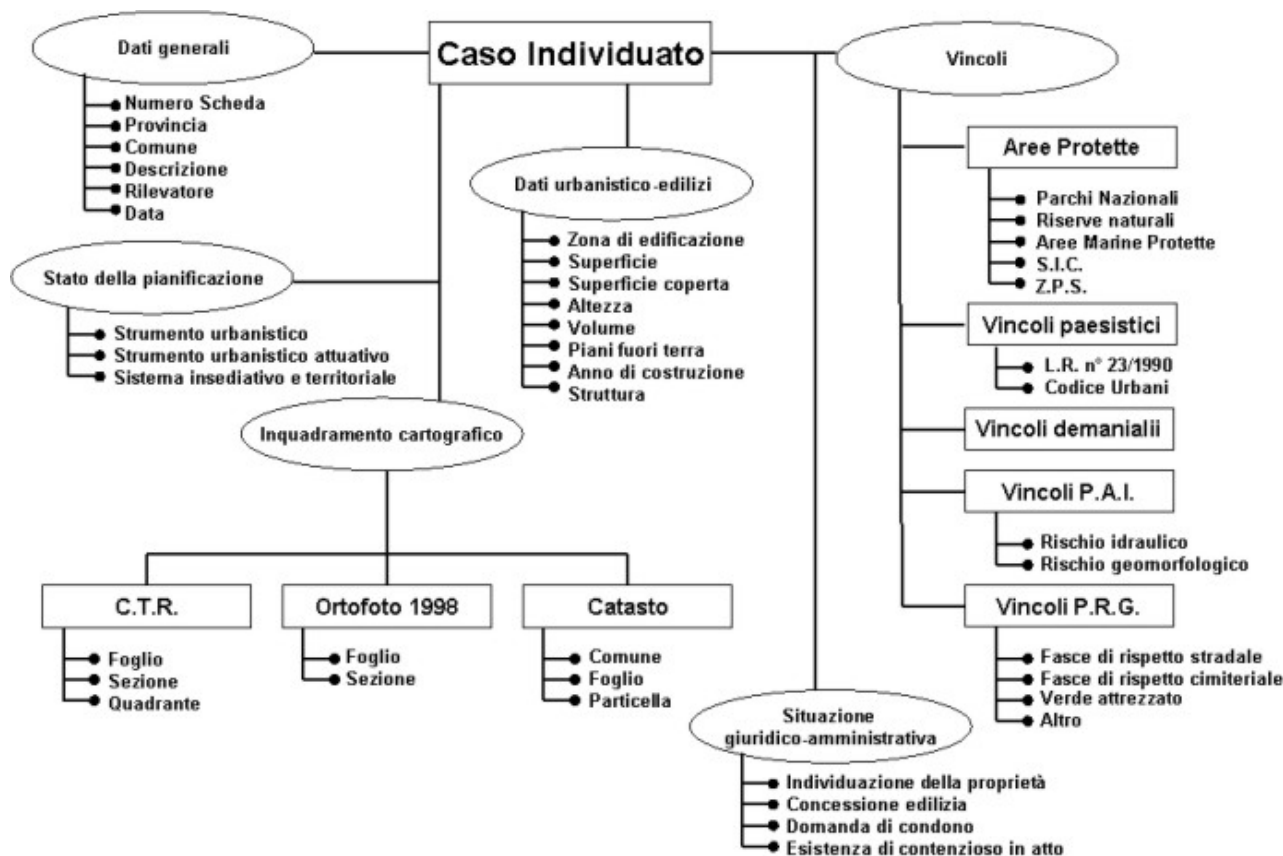 Caso Individuato
Dati generali
Numero Scheda
Provincia
Comune
Descrizione
Rilevatore
Data
Stato della pianificazione
Strumento urbanistico
Strumento urbanistico attuativo
Sistema insediativo e territoriale
Dati urbanistico-edilizi
Zona di edificazione
Superficie
Superficie coperta
Altezza
Volume
Piani fuori terra
Anno di costruzione
Struttura
Inquadramento cartografico
C.T.R.
Foglio
Sezione
Quadrante
Ortofoto 1998
Foglio
Sezione
Catasto
Comune
Foglio
Particella
Situazione
giuridico-amministrativa
Individuazione della proprietà
Concessione edilizia
Domanda di condono
Esistenza di contenzioso in atto
Vincoli
Aree Protette
Parchi Nazionali
Riserve naturali
Aree Marine Protette
S.I.C.
Z.P.S.
Vincoli paesistici
L.R. n° 23/1990
Codice Urbani
Vincoli demanialii
Vincoli P.A.I.
Rischio idraulico
Rischio geomorfologico
Vincoli P.R.G.
Fasce di rispetto stradale
Fasce di rispetto cimiteriale
Verde attrezzato
Altro